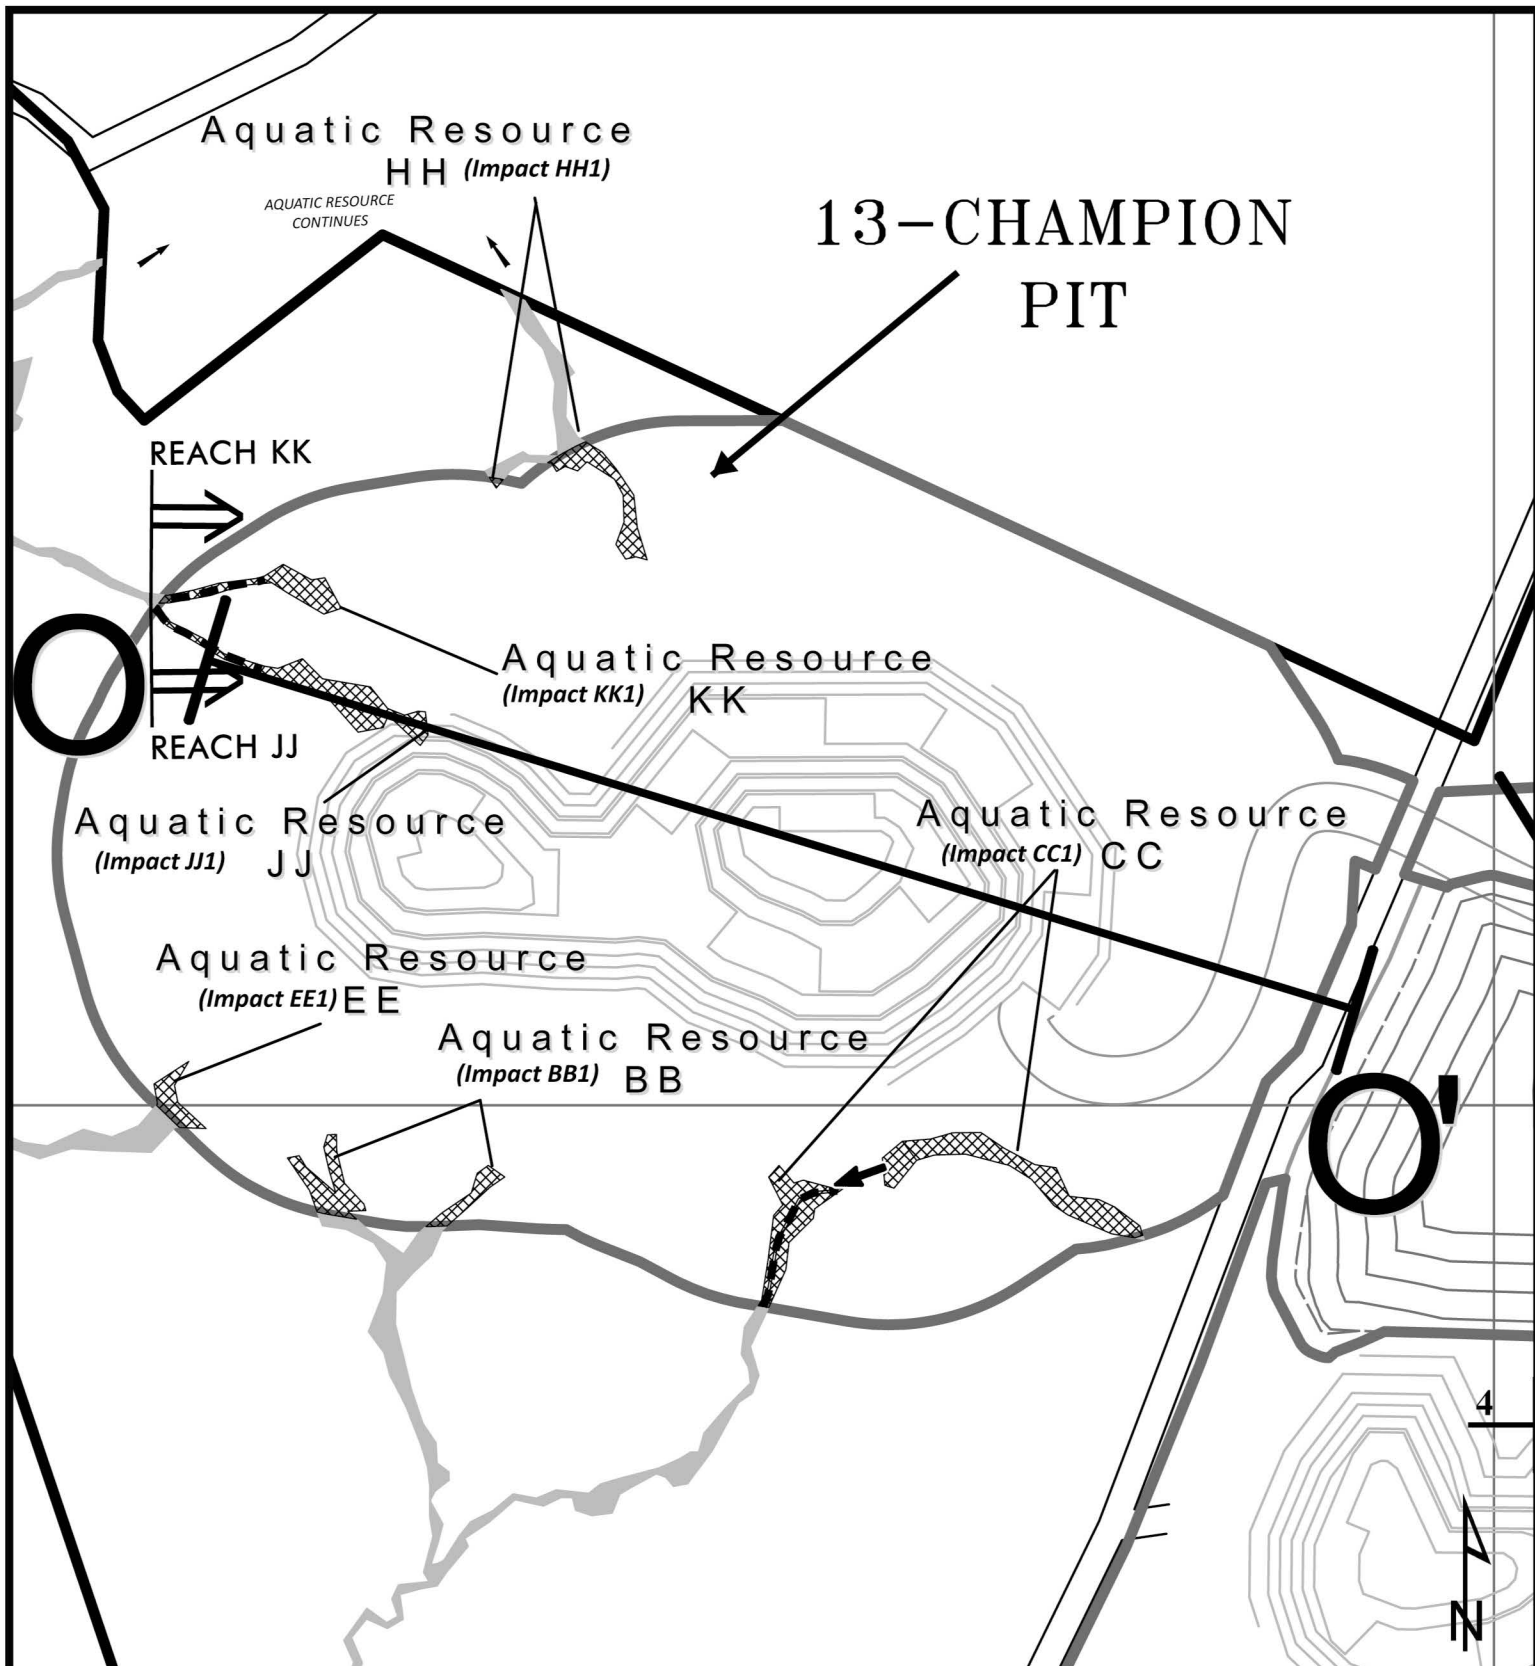 Aquatic Resource
HH (Impact HH1)
AQUATIC RESOURCE
CONTINUES
13-CHAMPION
PIT
REACH KK
O
REACH JJ
Aquatic Resource
(Impact KK1) KK
Aquatic Resource
(Impact JJ1) JJ
Aquatic Resource
(Impact CC1) CC
Aquatic Resource
(Impact EE1) EE
Aquatic Resource
(Impact BB1) BB
O'
4
N